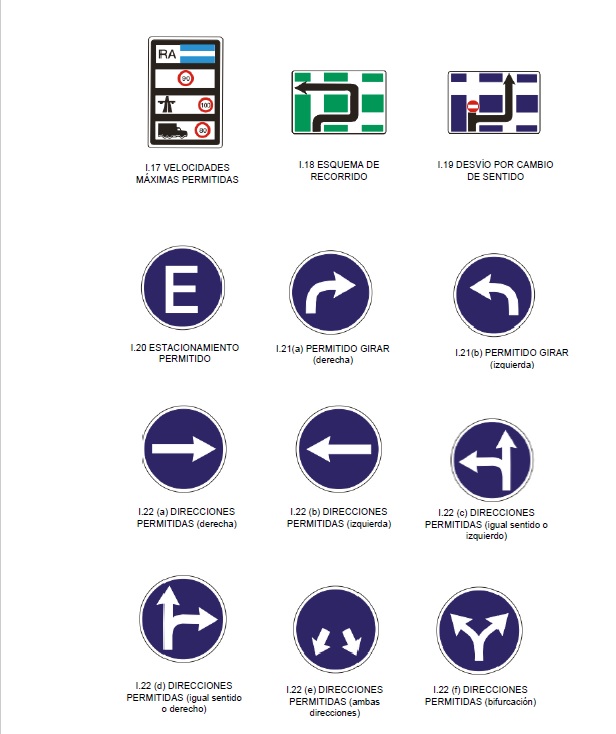 RA
90
100
80
I.17 VELOCIDADES
MÁXIMAS PERMITIDAS
I.18 ESQUEMA DE
RECORRIDO
I.19 DESVÍO POR CAMBIO
DE SENTIDO
E
I.20 ESTACIONAMIENTO
PERMITIDO
I.21(a) PERMITIDO GIRAR
(derecha)
I.21(b) PERMITIDO GIRAR
(izquierda)
I.22 (a) DIRECCIONES
PERMITIDAS (derecha)
I.22 (b) DIRECCIONES
PERMITIDAS (izquierda)
I.22 (c) DIRECCIONES
PERMITIDAS (igual sentido o
izquierdo)
I.22 (d) DIRECCIONES
PERMITIDAS (igual sentido
o derecho)
I.22 (e) DIRECCIONES
PERMITIDAS (ambas
direcciones)
I.22 (f) DIRECCIONES
PERMITIDAS (bifurcación)